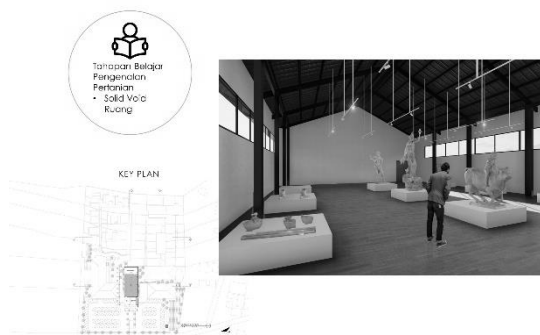 Tahapan Belajar
Pengenalan
Pertanian
• Solid Void
Ruang
KEY PLAN